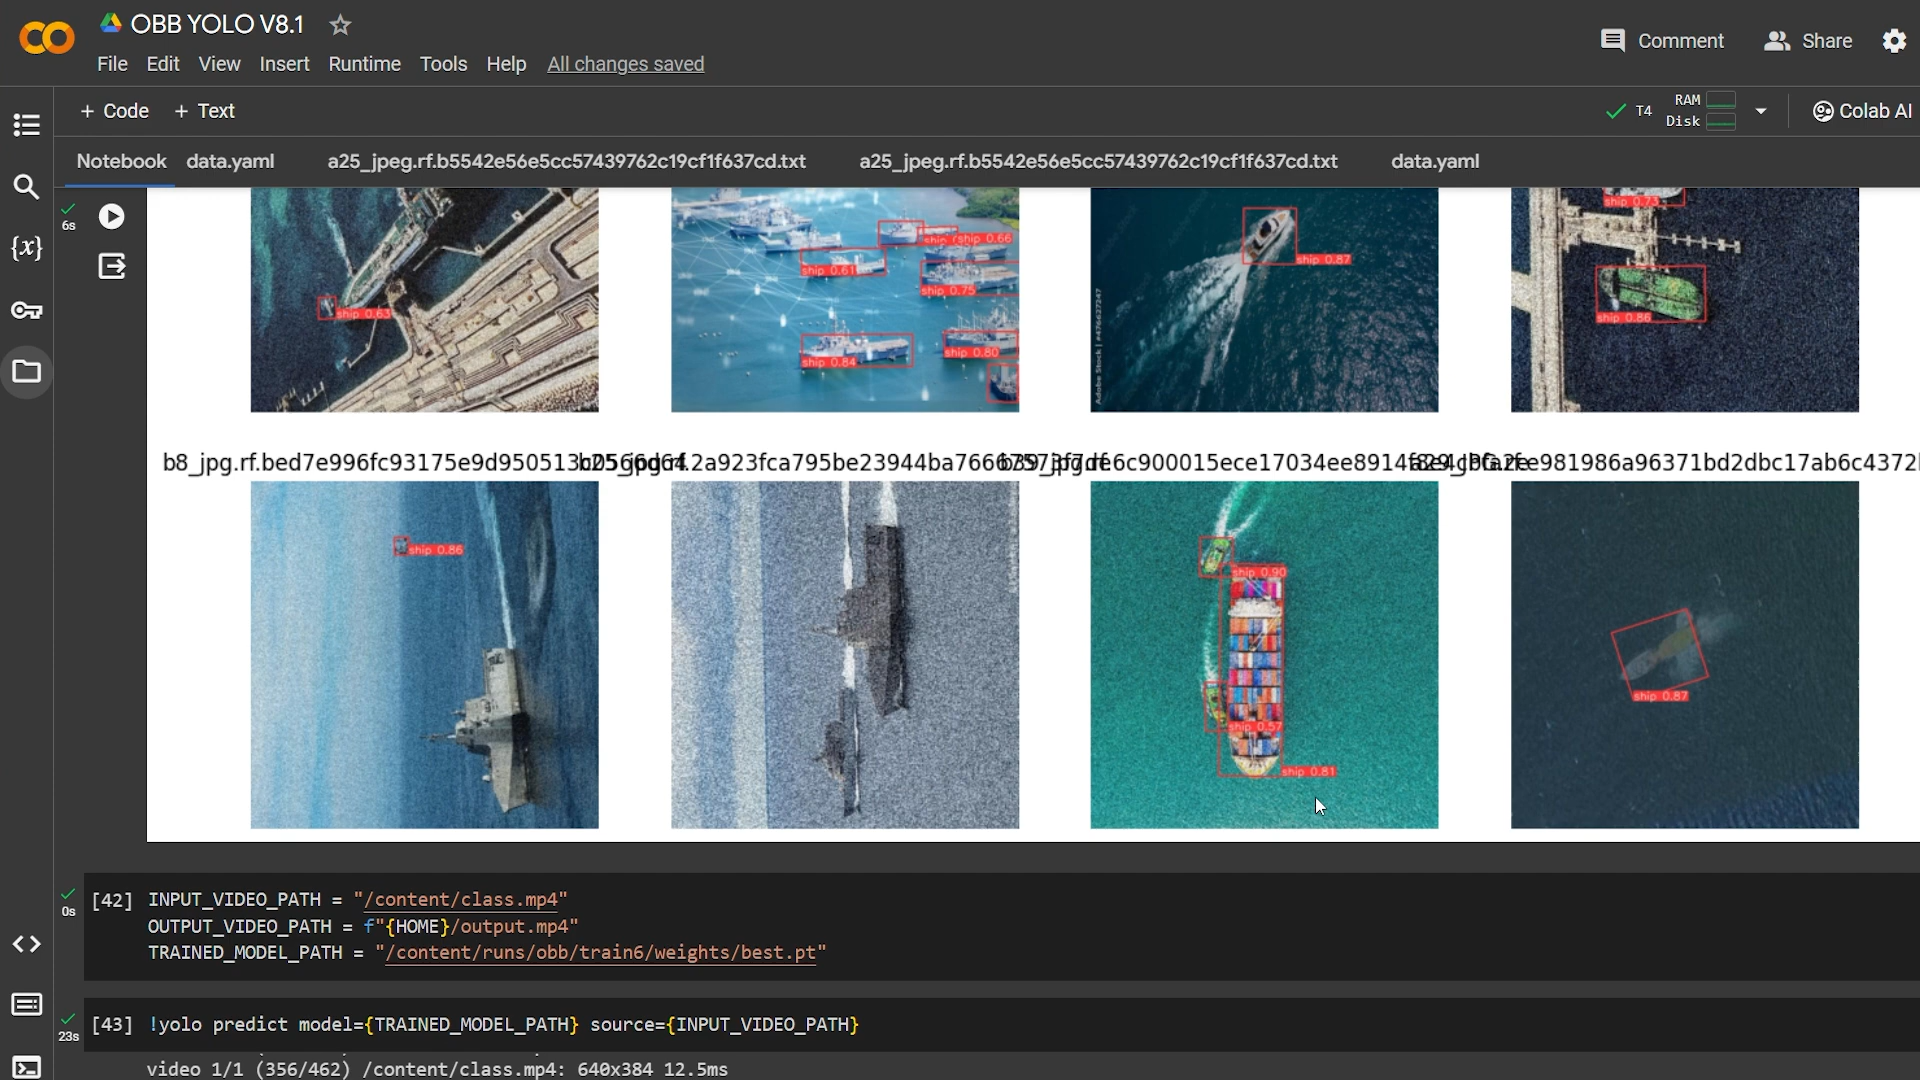 OBB YOLO V8.1
File Edit View Insert Runtime Tools Help All changes saved
Comment Share
+ Code + Text
T4 RAM Disk
Colab AI
Notebook data.yaml a25_jpeg.rf.b5542e56e5cc57439762c19cf1f637cd.txt a25_jpeg.rf.b5542e56e5cc57439762c19cf1f637cd.txt data.yaml
6s
ship 0.63
ship ship 0.66
ship 0.61
ship 0.75
ship 0.84
ship 0.80
ship 0.87
Adobe Stock | #476627247
ship 0.73
ship 0.86
ship 0.86
ship 0.90
ship 0.57
ship 0.81
ship 0.87
[42] INPUT_VIDEO_PATH = "/content/class.mp4"
0s
OUTPUT_VIDEO_PATH = f"{HOME}/output.mp4"
TRAINED_MODEL_PATH = "/content/runs/obb/train6/weights/best.pt"
[43] !yolo predict model={TRAINED_MODEL_PATH} source={INPUT_VIDEO_PATH}
23s
video 1/1 (356/462) /content/class.mp4: 640x384 12.5ms